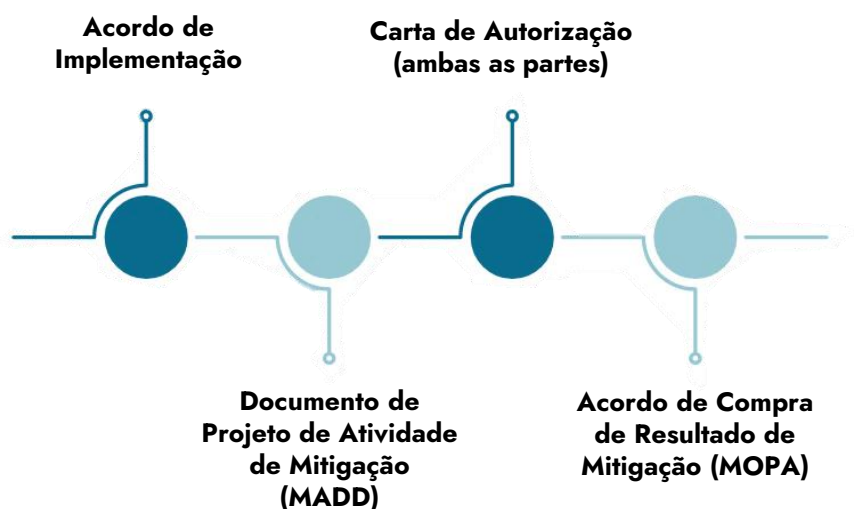 Acordo de
Implementação
Carta de Autorização
(ambas as partes)
Documento de
Projeto de Atividade
de Mitigação
(MADD)
Acordo de Compra
de Resultado de
Mitigação (MOPA)